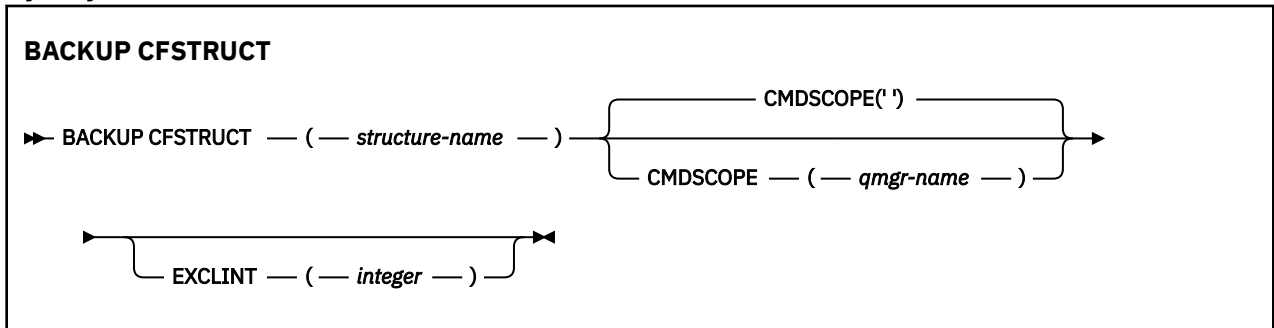 BACKUP CFSTRUCT
CMDSCOPE(' ')
BACKUP CFSTRUCT ( structure-name )
CMDSCOPE ( qmgr-name )
EXCLINT ( integer )